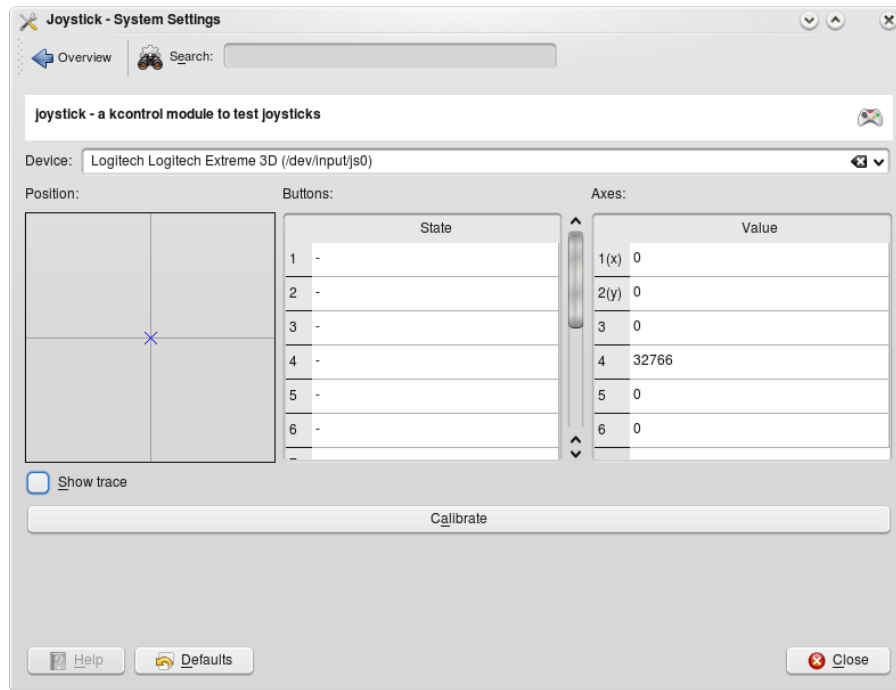 Joystick - System Settings
Overview
Search:
joystick - a kcontrol module to test joysticks
Device: Logitech Logitech Extreme 3D (/dev/input/js0)
Position:
Buttons:
Axes:
State
1 -
2 -
3 -
4 -
5 -
6 -
Value
1(x) 0
2(y) 0
3 0
4 32766
5 0
6 0
Show trace
Calibrate
Help
Defaults
Close